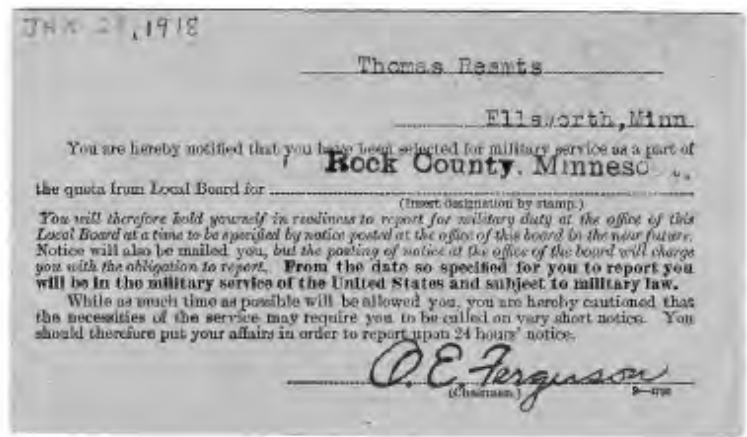 JAN 1918
Thomas Reamts
Ellsworth, Minn
You are hereby notified that you have been selected for military service as a part of
Rock County, Minneso
the quota from Local Board for
(Insert designation by stamp.)
You will therefore hold yourself in readiness to report for military duty at the office of this
Local Board at a time to be specified by notice posted at the office of this board in the near future.
Notice will also be mailed you, but the posting of notice at the office of the board will charge
you with the obligation to report. From the date so specified for you to report you
will be in the military service of the United States and subject to military law.
While as much time as possible will be allowed you, you are hereby cautioned that
the necessities of the service may require you to be called on very short notice. You
should therefore put your affairs in order to report upon 24 hours' notice.
O. E. Ferguson
(Chairman.)